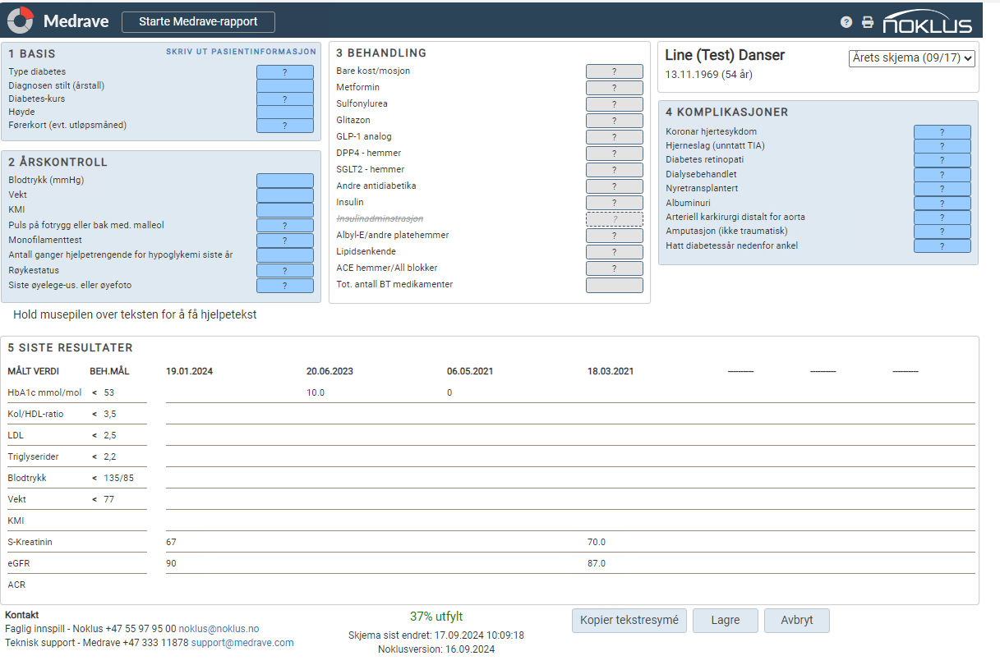 Medrave
Starte Medrave-rapport
?
NOKLUS
1 BASIS
SKRIV UT PASIENTINFORMASJON
Type diabetes ?
Diagnosen stilt (årstall)
Diabetes-kurs ?
Høyde
Førerkort (evt. utløpsmåned) ?
2 ÅRSKONTROLL
Blodtrykk (mmHg)
Vekt
KMI
Puls på fotrygg eller bak med. malleol ?
Monofilamenttest ?
Antall ganger hjelpetrengende for hypoglykemi siste år
Røykestatus ?
Siste øyelege-us. eller øyefoto ?
Hold musepilen over teksten for å få hjelpetekst
3 BEHANDLING
Bare kost/mosjon ?
Metformin ?
Sulfonylurea ?
Glitazon ?
GLP-1 analog ?
DPP4 - hemmer ?
SGLT2 - hemmer ?
Andre antidiabetika ?
Insulin ?
Insulinadminstrasjon ?
Albyl-E/andre platehemmer ?
Lipidsenkende ?
ACE hemmer/All blokker ?
Tot. antall BT medikamenter
Line (Test) Danser
Årets skjema (09/17)
13.11.1969 (54 år)
4 KOMPLIKASJONER
Koronar hjertesykdom ?
Hjerneslag (unntatt TIA) ?
Diabetes retinopati ?
Dialysebehandlet ?
Nyretransplantert ?
Albuminuri ?
Arteriell karkirurgi distalt for aorta ?
Amputasjon (ikke traumatisk) ?
Hatt diabetessår nedenfor ankel ?
5 SISTE RESULTATER
MÅLT VERDI BEH.MÅL 19.01.2024 20.06.2023 06.05.2021 18.03.2021 ---------- ---------- ----------
HbA1c mmol/mol < 53 10.0 0
Kol/HDL-ratio < 3,5
LDL < 2,5
Triglyserider < 2,2
Blodtrykk < 135/85
Vekt < 77
KMI
S-Kreatinin 67 70.0
eGFR 90 87.0
ACR
Kontakt
Faglig innspill - Noklus +47 55 97 95 00 noklus@noklus.no
Teknisk support - Medrave +47 333 11878 support@medrave.com
37% utfylt
Skjema sist endret: 17.09.2024 10:09:18
Noklusversion: 16.09.2024
Kopier tekstresymé
Lagre
Avbryt